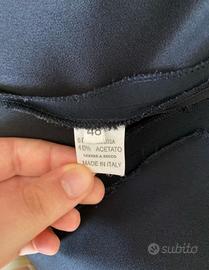 48
40% ACETATO
LAVARE A SECCO
MADE IN ITALY
subito